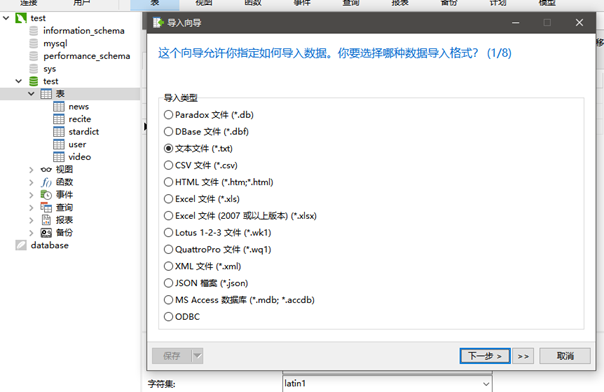 连接 用户 表 视图 函数 事件 查询 报表 备份 计划 模型
test
information_schema
mysql
performance_schema
sys
test
表
news
recite
stardict
user
video
视图
函数
事件
查询
报表
备份
database
导入向导
这个向导允许你指定如何导入数据。你要选择哪种数据导入格式? (1/8)
导入类型
Paradox 文件 (*.db)
DBase 文件 (*.dbf)
文本文件 (*.txt)
CSV 文件 (*.csv)
HTML 文件 (*.htm;*.html)
Excel 文件 (*.xls)
Excel 文件 (2007 或以上版本) (*.xlsx)
Lotus 1-2-3 文件 (*.wk1)
QuattroPro 文件 (*.wq1)
XML 文件 (*.xml)
JSON 檔案 (*.json)
MS Access 数据库 (*.mdb; *.accdb)
ODBC
保存 下一步 > >> 取消
字符集: latin1
移